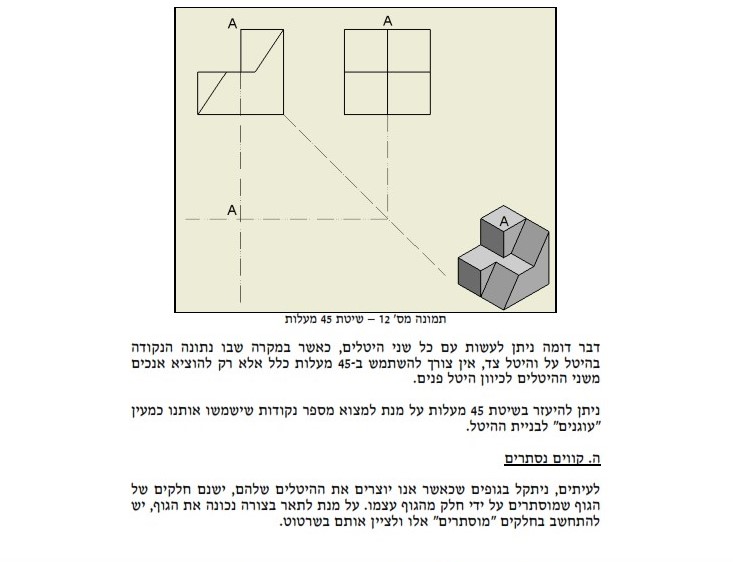 A
A
A
A
תמונה מס' 12 – שיטת 45 מעלות
דבר דומה ניתן לעשות עם כל שני היטלים, כאשר במקרה שבו נתונה הנקודה
בהיטל על והיטל צד, אין צורך להשתמש ב-45 מעלות כלל אלא רק להוציא אנכים
משני ההיטלים לכיוון היטל פנים.
ניתן להיעזר בשיטת 45 מעלות על מנת למצוא מספר נקודות שישמשו אותנו כמעין
"עוגנים" לבניית ההיטל.
ה. קווים נסתרים
לעיתים, ניתקל בגופים שכאשר אנו יוצרים את ההיטלים שלהם, ישנם חלקים של
הגוף שמוסתרים על ידי חלק מהגוף עצמו. על מנת לתאר בצורה נכונה את הגוף, יש
להתחשב בחלקים "מוסתרים" אלו ולציין אותם בשרטוט.